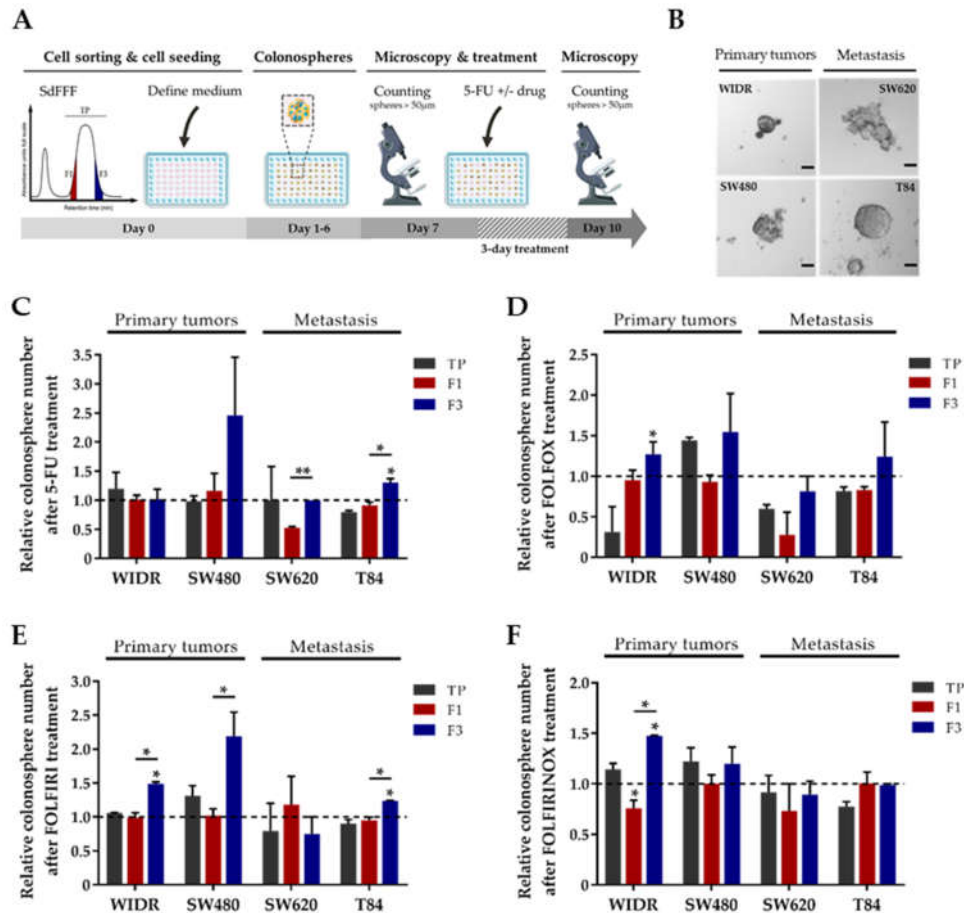 A
Cell sorting & cell seeding
Colonospheres
Microscopy & treatment
Microscopy
SdFFF
Define medium
Counting
spheres > 50µm
5-FU +/- drug
Counting
spheres > 50µm
TP
F1
F3
Absorbance units full scale
Retention time (min)
Day 0
Day 1-6
Day 7
3-day treatment
Day 10
B
Primary tumors
Metastasis
WIDR
SW620
SW480
T84
C
Primary tumors
Metastasis
Relative colonosphere number
after 5-FU treatment
3.5
3.0
2.5
2.0
1.5
1.0
0.5
0
**
*
*
WIDR
SW480
SW620
T84
TP
F1
F3
D
Primary tumors
Metastasis
Relative colonosphere number
after FOLFOX treatment
2.5
2.0
1.5
1.0
0.5
0
*
WIDR
SW480
SW620
T84
TP
F1
F3
E
Primary tumors
Metastasis
Relative colonosphere number
after FOLFIRI treatment
3.0
2.5
2.0
1.5
1.0
0.5
0
*
*
*
*
*
WIDR
SW480
SW620
T84
TP
F1
F3
F
Primary tumors
Metastasis
Relative colonosphere number
after FOLFIRINOX treatment
2.0
1.5
1.0
0.5
0
*
*
*
WIDR
SW480
SW620
T84
TP
F1
F3